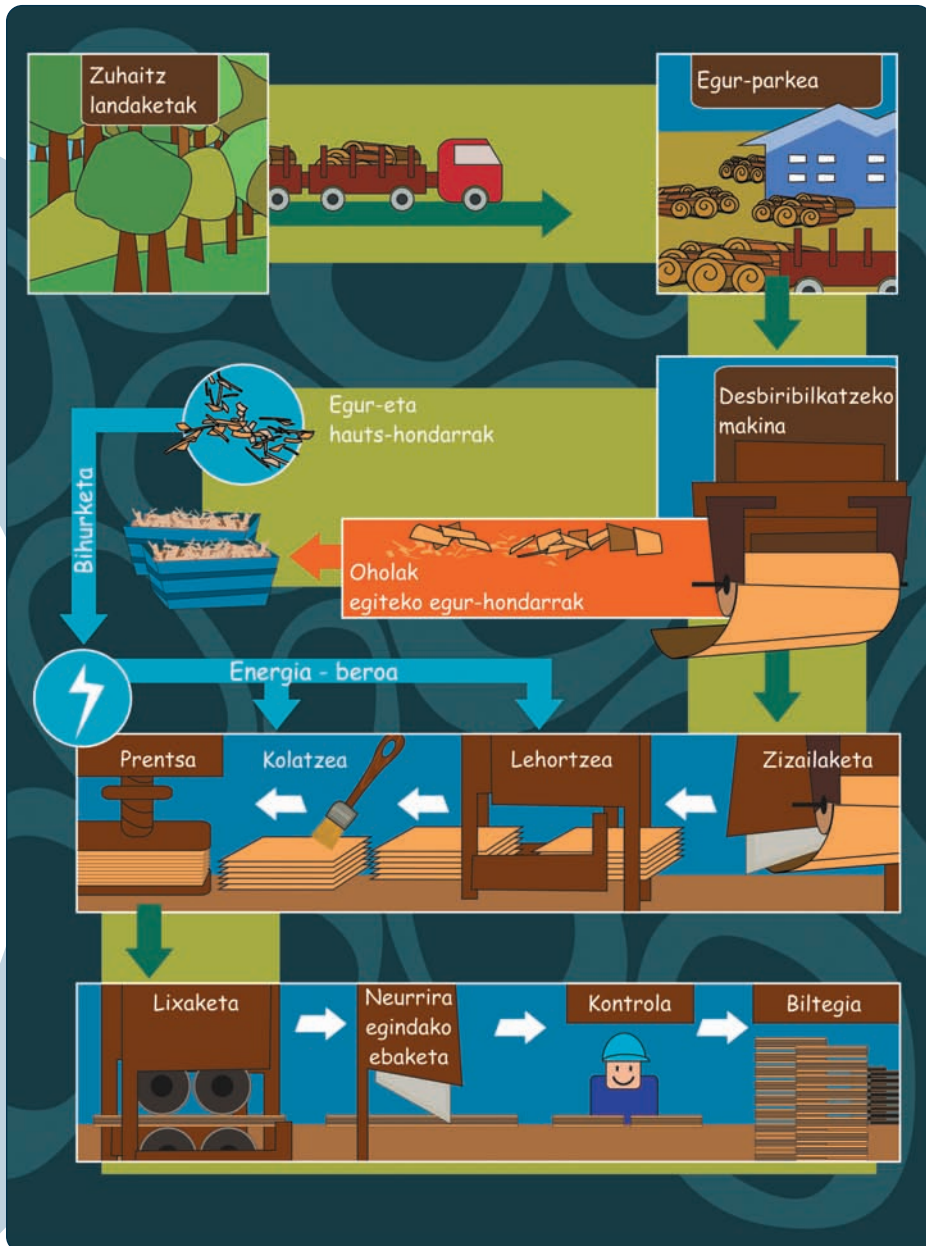 Zuhaitz
landaketak
Egur-parkea
Desbiribilkatzeko
makina
Egur-eta
hauts-hondarrak
Bihurketa
Oholak
egiteko egur-hondarrak
Energia - beroa
Prentsa
Kolatzea
Lehortzea
Zizailaketa
Lixaketa
Neurrira
egindako
ebaketa
Kontrola
Biltegia